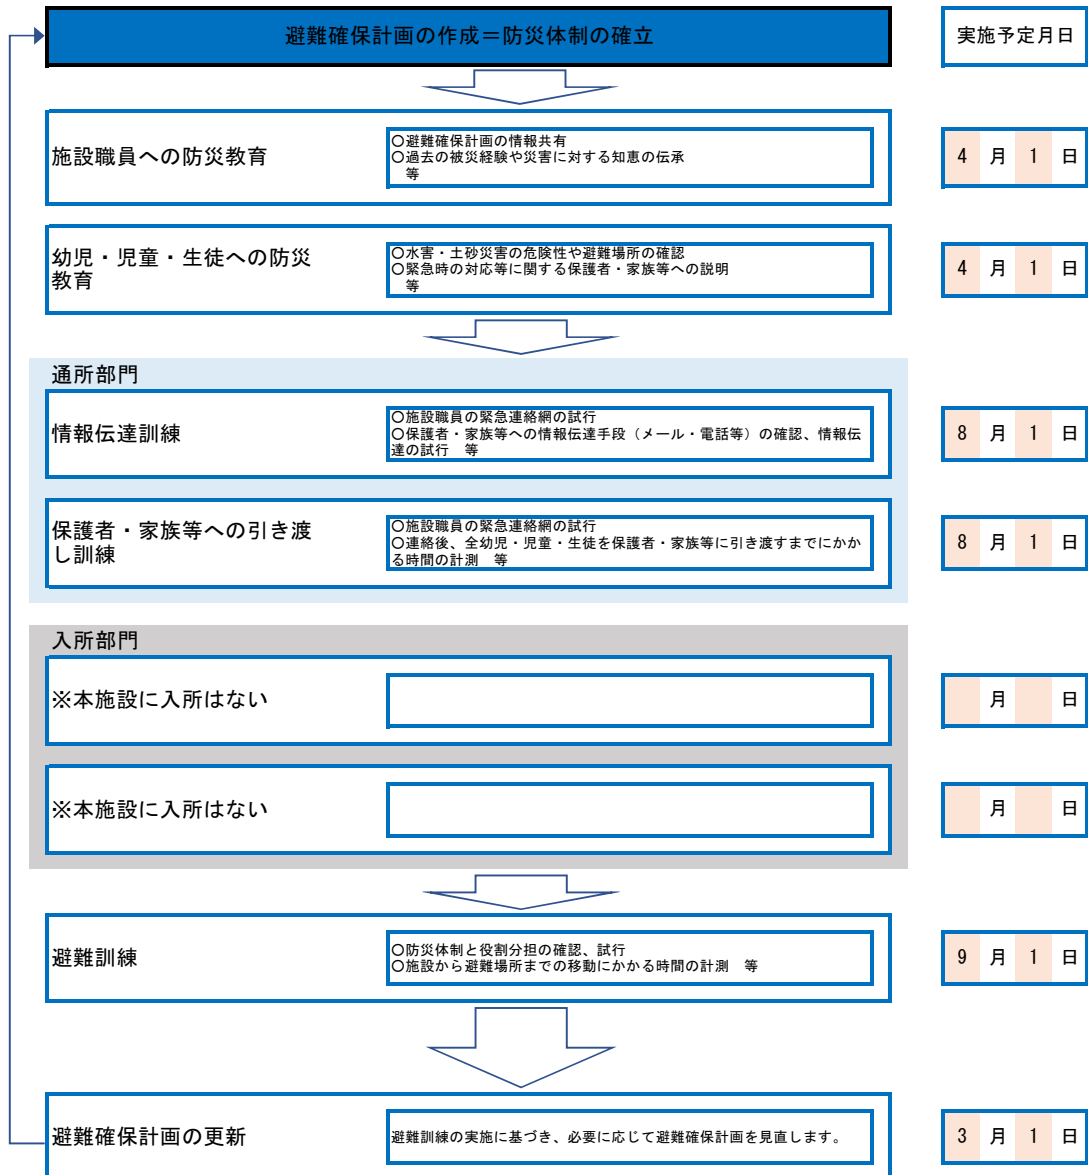 避難確保計画の作成＝防災体制の確立
実施予定月日
施設職員への防災教育
〇避難確保計画の情報共有
〇過去の被災経験や災害に対する知恵の伝承
等
4 月 1 日
幼児・児童・生徒への防災
教育
〇水害・土砂災害の危険性や避難場所の確認
〇緊急時の対応等に関する保護者・家族等への説明
等
4 月 1 日
通所部門
情報伝達訓練
〇施設職員の緊急連絡網の試行
〇保護者・家族等への情報伝達手段（メール・電話等）の確認、情報伝
達の試行　等
8 月 1 日
保護者・家族等への引き渡
し訓練
〇施設職員の緊急連絡網の試行
〇連絡後、全幼児・児童・生徒を保護者・家族等に引き渡すまでにかか
る時間の計測　等
8 月 1 日
入所部門
※本施設に入所はない
月 日
※本施設に入所はない
月 日
避難訓練
〇防災体制と役割分担の確認、試行
〇施設から避難場所までの移動にかかる時間の計測　等
9 月 1 日
避難確保計画の更新
避難訓練の実施に基づき、必要に応じて避難確保計画を見直します。
3 月 1 日